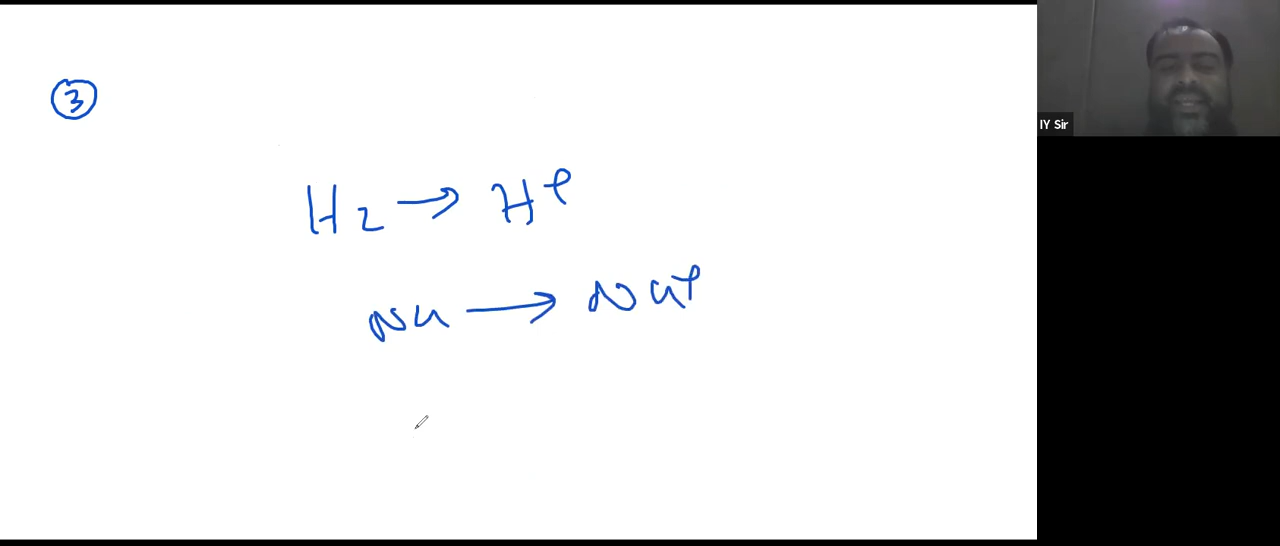 ③
H2 → H+
Na → Na+
IY Sir